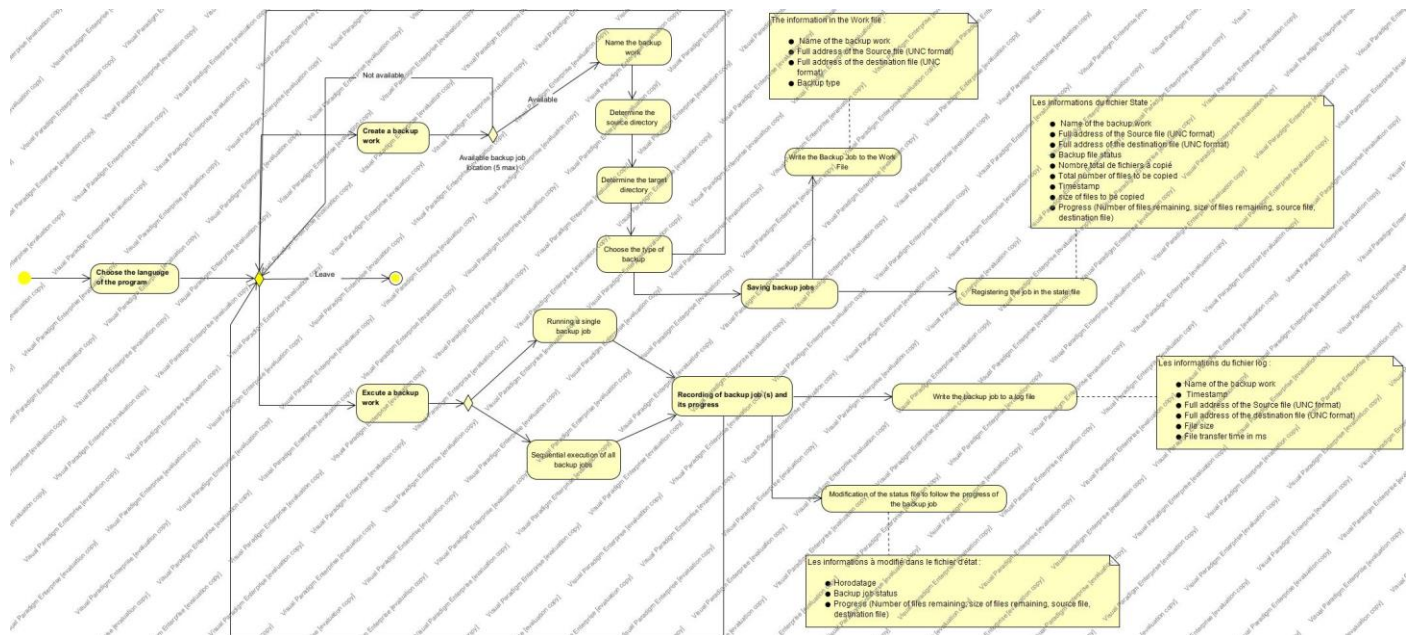 The information in the Work file :
● Name of the backup work
● Full address of the Source file (UNC format)
● Full address of the destination file (UNC
format)
● Backup type
Name the backup
work
Not available
Available
Create a backup
work
Available backup job
location (5 max)
Determine the
source directory
Determine the target
directory
Choose the type of
backup
Write the Backup Job to the Work
File
Les informations du fichier State :
● Name of the backup work
● Full address of the Source file (UNC format)
● Full address of the destination file (UNC format)
● Backup file status
● Nombre total de fichiers à copié
● Total number of files to be copied
● Timestamp
● size of files to be copied
● Progress (Number of files remaining, size of files remaining, source file,
destination file)
Choose the language
of the program
Leave
Saving backup jobs
Registering the job in the state file
Running a single
backup job
Excute a backup
work
Sequential execution of all
backup jobs
Recording of backup job (s) and
its progress
Write the backup job to a log file
Les informations du fichier log :
● Name of the backup work
● Timestamp
● Full address of the Source file (UNC format)
● Full address of the destination file (UNC format)
● File size
● File transfer time in ms
Modification of the status file to follow the progress of
the backup job
Les informations à modifié dans le fichier d'état :
● Horodatage
● Backup job status
● Progress (Number of files remaining, size of files remaining, source file,
destination file)
Visual Paradigm Enterprise [evaluation copy]